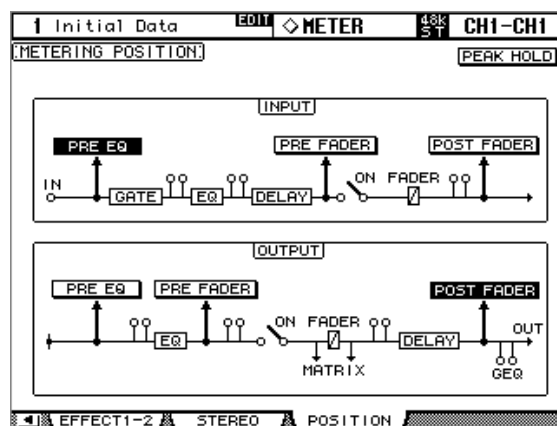 1 Initial Data EDIT ◇METER 48K ST CH1-CH1
METERING POSITION
PEAK HOLD
INPUT
PRE EQ PRE FADER POST FADER
IN GATE EQ DELAY ON FADER
OUTPUT
PRE EQ PRE FADER POST FADER
EQ ON FADER DELAY OUT
MATRIX GEQ
EFFECT1-2 STEREO POSITION